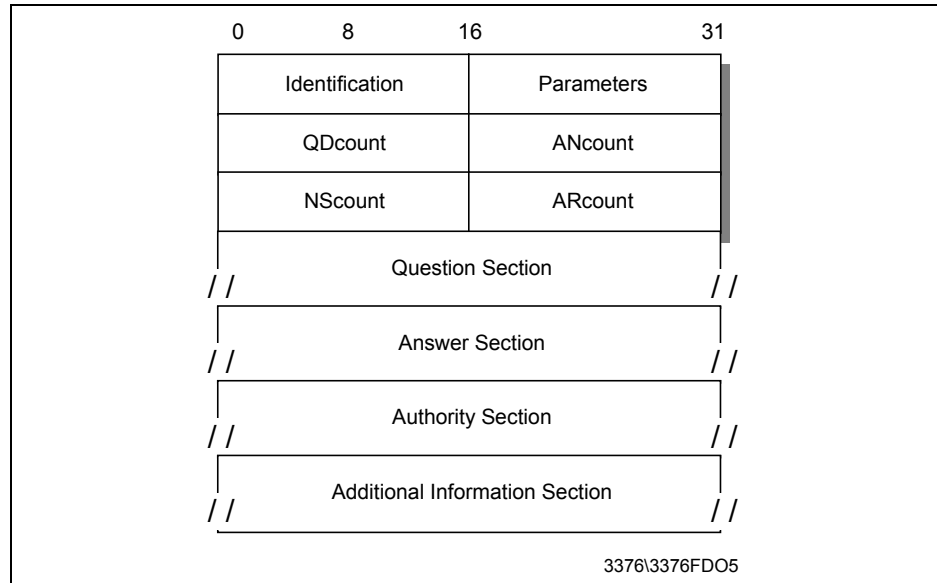 0 8 16 31
Identification Parameters
QDcount ANcount
NScount ARcount
Question Section
/ / / /
Answer Section
/ / / /
Authority Section
/ / / /
Additional Information Section
/ / / /
3376\3376FDO5